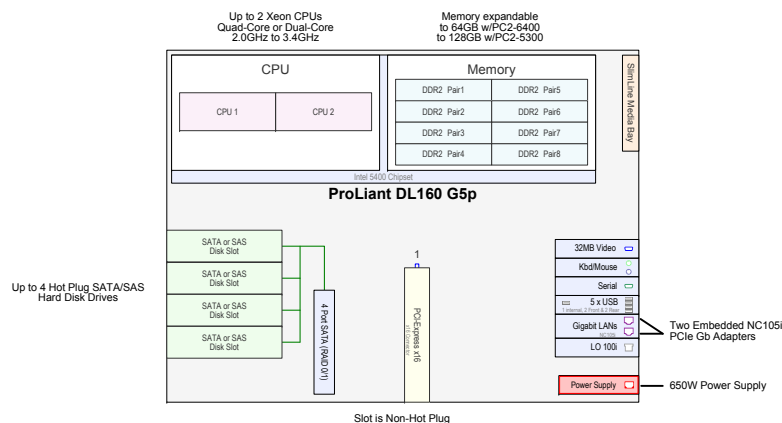 Up to 2 Xeon CPUs
Quad-Core or Dual-Core
2.0GHz to 3.4GHz
Memory expandable
to 64GB w/PC2-6400
to 128GB w/PC2-5300
CPU
CPU 1
CPU 2
Memory
DDR2 Pair1
DDR2 Pair5
DDR2 Pair2
DDR2 Pair6
DDR2 Pair3
DDR2 Pair7
DDR2 Pair4
DDR2 Pair8
SlimLine Media Bay
Intel 5400 Chipset
ProLiant DL160 G5p
Up to 4 Hot Plug SATA/SAS
Hard Disk Drives
SATA or SAS
Disk Slot
SATA or SAS
Disk Slot
SATA or SAS
Disk Slot
SATA or SAS
Disk Slot
4 Port SATA (RAID 0/1)
1
PCI-Express x16
x16 Connector
32MB Video
Kbd/Mouse
Serial
5 x USB
1 Internal, 2 Front & 2 Rear
Gigabit LANs
NC105i
LO 100i
Two Embedded NC105i
PCIe Gb Adapters
Power Supply
650W Power Supply
Slot is Non-Hot Plug